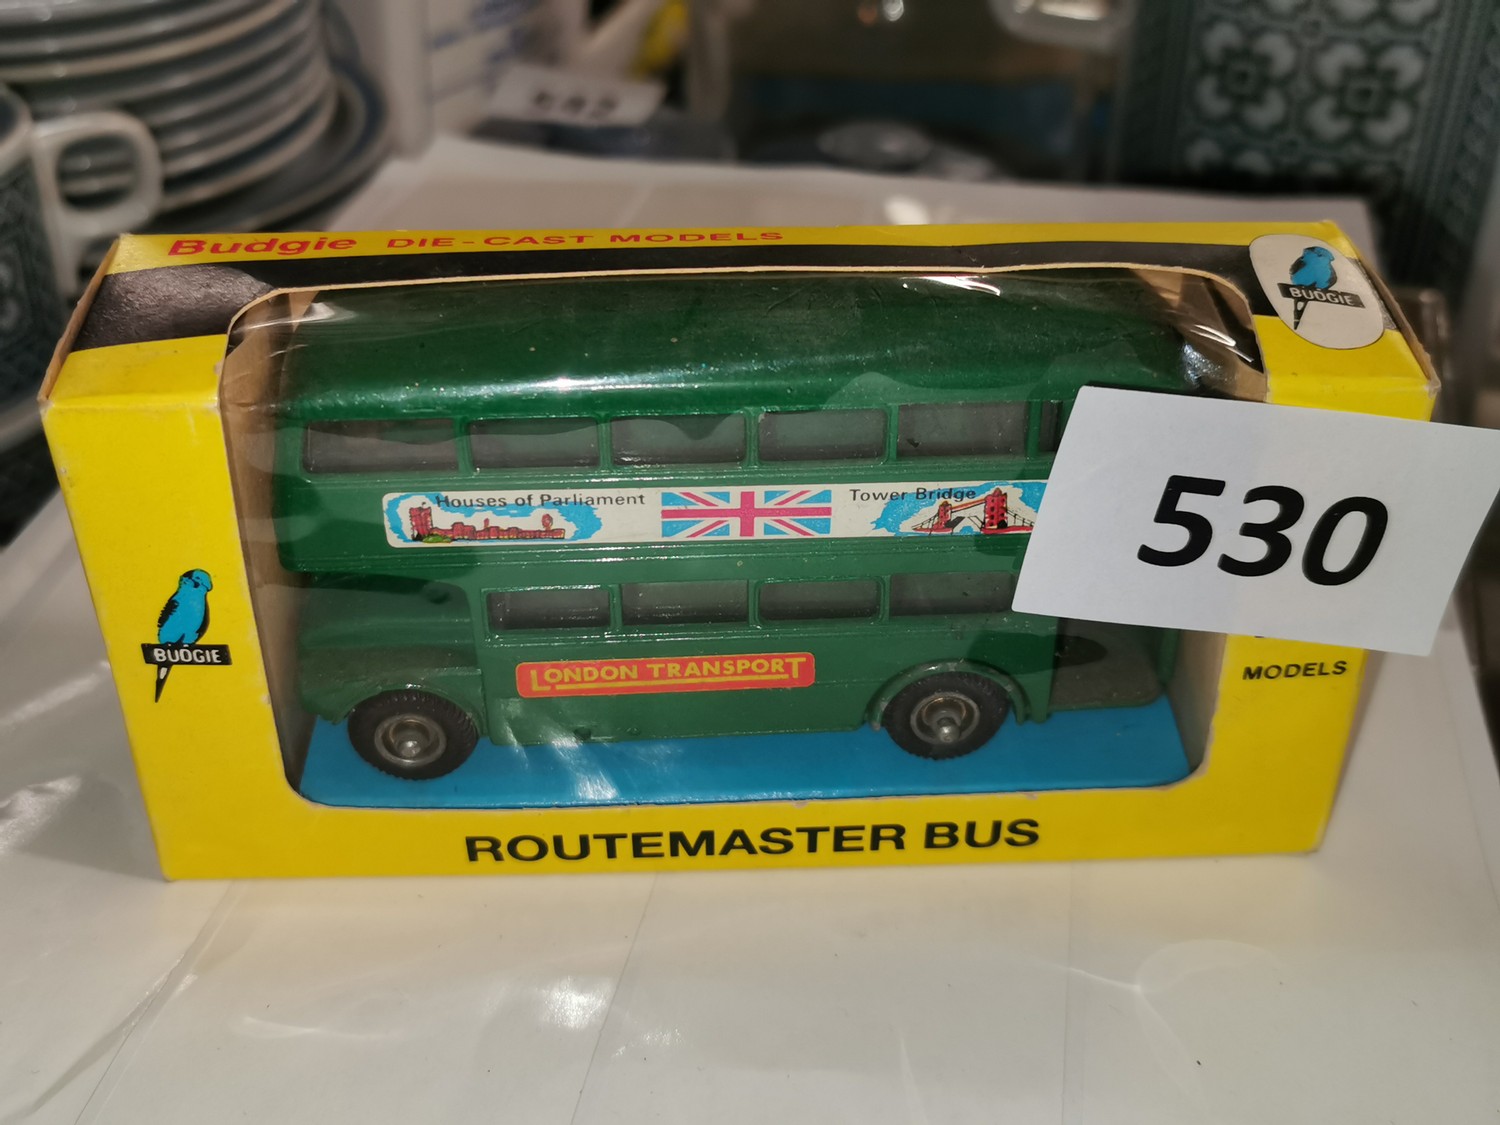 Budgie DIE-CAST MODELS
BUDGIE
Houses of Parliament
Tower Bridge
530
BUDGIE
LONDON TRANSPORT
MODELS
ROUTEMASTER BUS